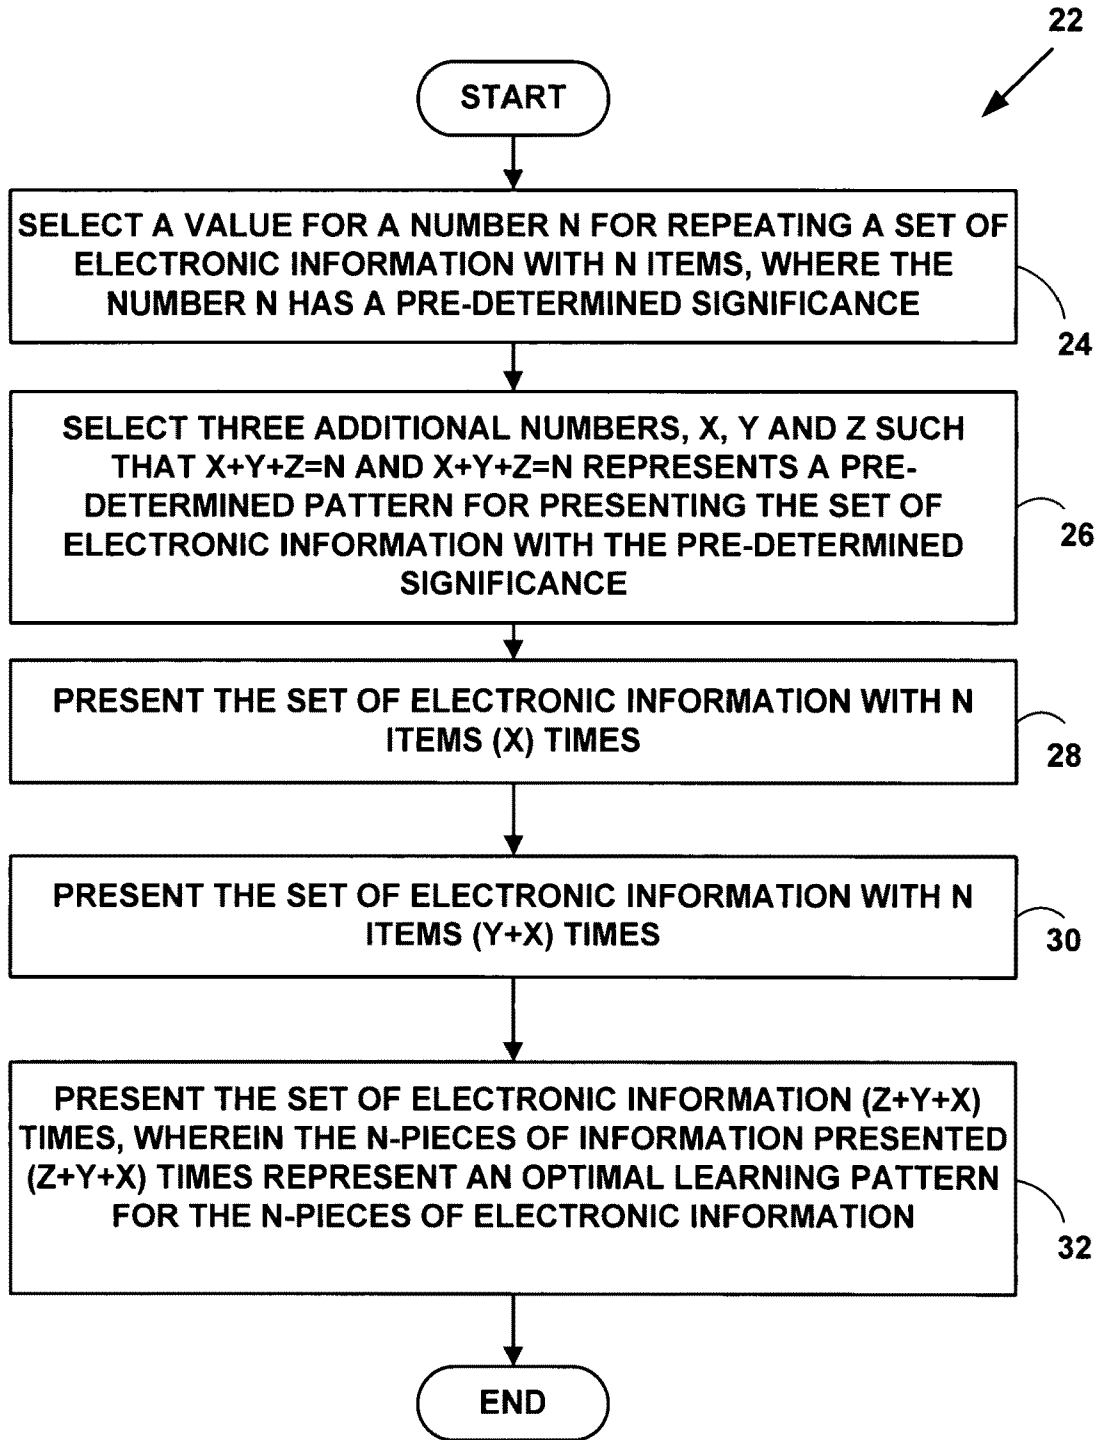 22
START
SELECT A VALUE FOR A NUMBER N FOR REPEATING A SET OF
ELECTRONIC INFORMATION WITH N ITEMS, WHERE THE
NUMBER N HAS A PRE-DETERMINED SIGNIFICANCE
24
SELECT THREE ADDITIONAL NUMBERS, X, Y AND Z SUCH
THAT X+Y+Z=N AND X+Y+Z=N REPRESENTS A PRE-
DETERMINED PATTERN FOR PRESENTING THE SET OF
ELECTRONIC INFORMATION WITH THE PRE-DETERMINED
SIGNIFICANCE
26
PRESENT THE SET OF ELECTRONIC INFORMATION WITH N
ITEMS (X) TIMES
28
PRESENT THE SET OF ELECTRONIC INFORMATION WITH N
ITEMS (Y+X) TIMES
30
PRESENT THE SET OF ELECTRONIC INFORMATION (Z+Y+X)
TIMES, WHEREIN THE N-PIECES OF INFORMATION PRESENTED
(Z+Y+X) TIMES REPRESENT AN OPTIMAL LEARNING PATTERN
FOR THE N-PIECES OF ELECTRONIC INFORMATION
32
END